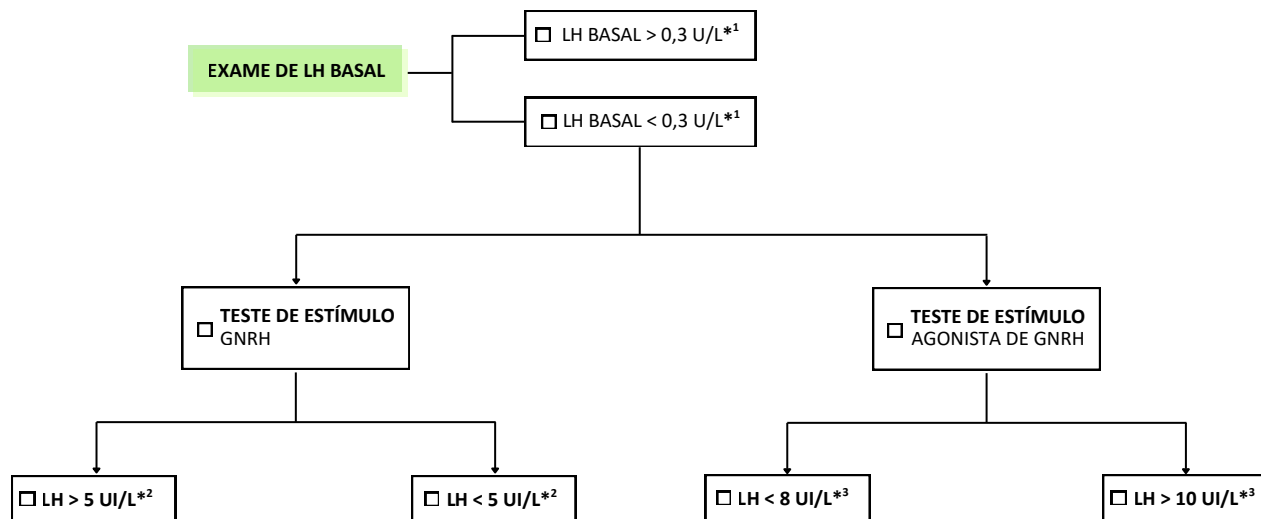 ☐ LH BASAL > 0,3 U/L*¹
EXAME DE LH BASAL
☐ LH BASAL < 0,3 U/L*¹
☐ TESTE DE ESTÍMULO
GNRH
☐ TESTE DE ESTÍMULO
AGONISTA DE GNRH
☐ LH > 5 UI/L*²
☐ LH < 5 UI/L*²
☐ LH < 8 UI/L*³
☐ LH > 10 UI/L*³